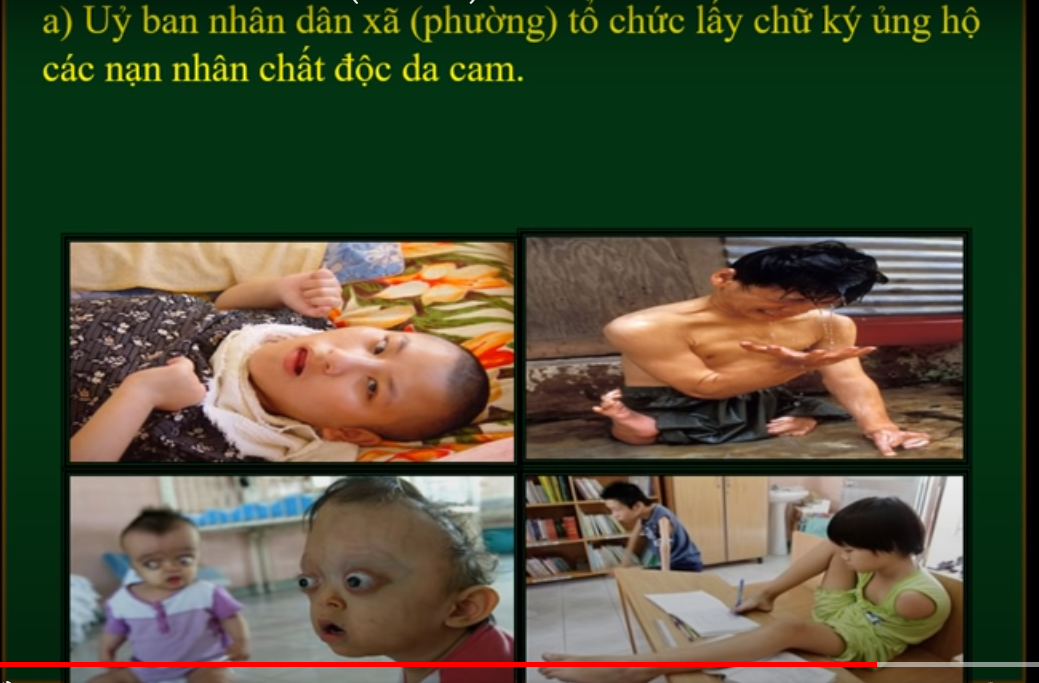 a) Uỷ ban nhân dân xã (phường) tổ chức lấy chữ ký ủng hộ
các nạn nhân chất độc da cam.